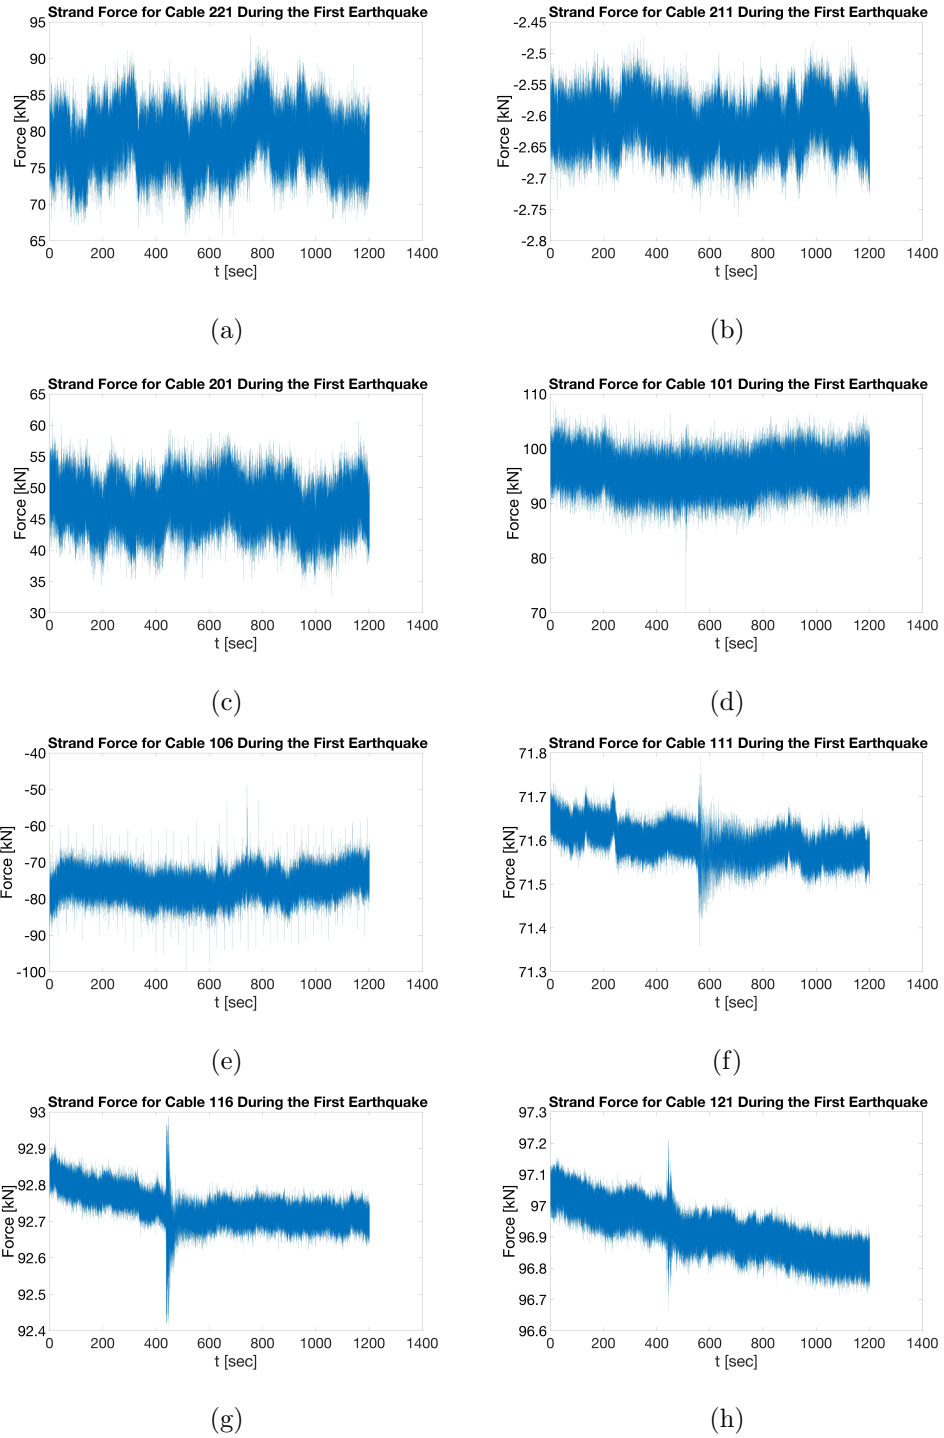 Strand Force for Cable 221 During the First Earthquake
95
90
85
80
75
70
65
Force [kN]
0 200 400 600 800 1000 1200 1400
t [sec]
(a)
Strand Force for Cable 211 During the First Earthquake
-2.45
-2.5
-2.55
-2.6
-2.65
-2.7
-2.75
-2.8
Force [kN]
0 200 400 600 800 1000 1200 1400
t [sec]
(b)
Strand Force for Cable 201 During the First Earthquake
65
60
55
50
45
40
35
30
Force [kN]
0 200 400 600 800 1000 1200 1400
t [sec]
(c)
Strand Force for Cable 101 During the First Earthquake
110
100
90
80
70
Force [kN]
0 200 400 600 800 1000 1200 1400
t [sec]
(d)
Strand Force for Cable 106 During the First Earthquake
-40
-50
-60
-70
-80
-90
-100
Force [kN]
0 200 400 600 800 1000 1200 1400
t [sec]
(e)
Strand Force for Cable 111 During the First Earthquake
71.8
71.7
71.6
71.5
71.4
71.3
Force [kN]
0 200 400 600 800 1000 1200 1400
t [sec]
(f)
Strand Force for Cable 116 During the First Earthquake
93
92.9
92.8
92.7
92.6
92.5
92.4
Force [kN]
0 200 400 600 800 1000 1200 1400
t [sec]
(g)
Strand Force for Cable 121 During the First Earthquake
97.3
97.2
97.1
97
96.9
96.8
96.7
96.6
Force [kN]
0 200 400 600 800 1000 1200 1400
t [sec]
(h)